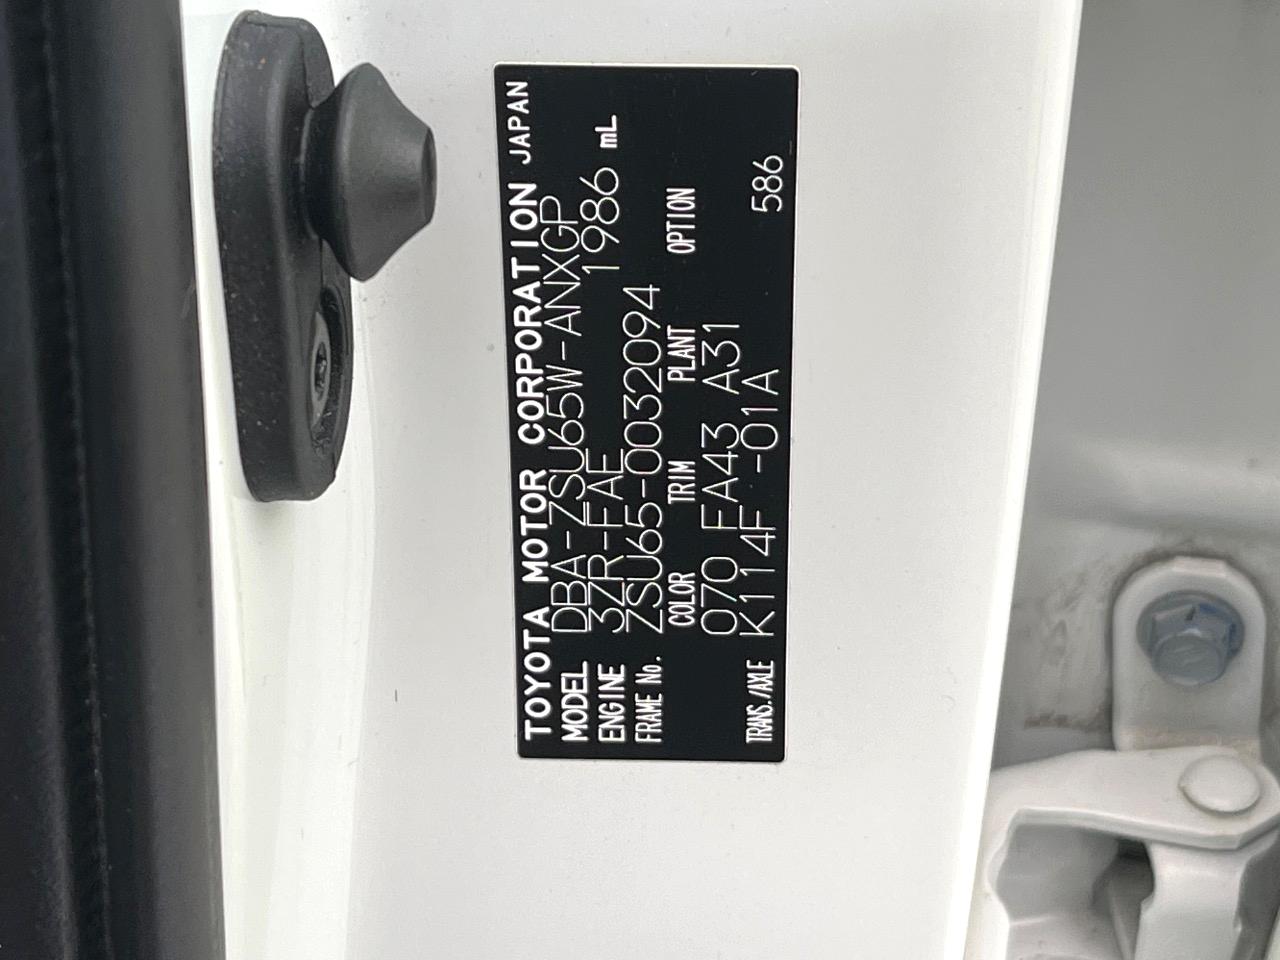 TOYOTA MOTOR CORPORATION JAPAN
MODEL DBA-ZSU65W-ANXGP
ENGINE 3ZR-FAE 1986 mL
FRAME No. ZSU65-0032094
COLOR TRIM PLANT OPTION
070 FA43 A31
TRANS./AXLE K114F -01A 586